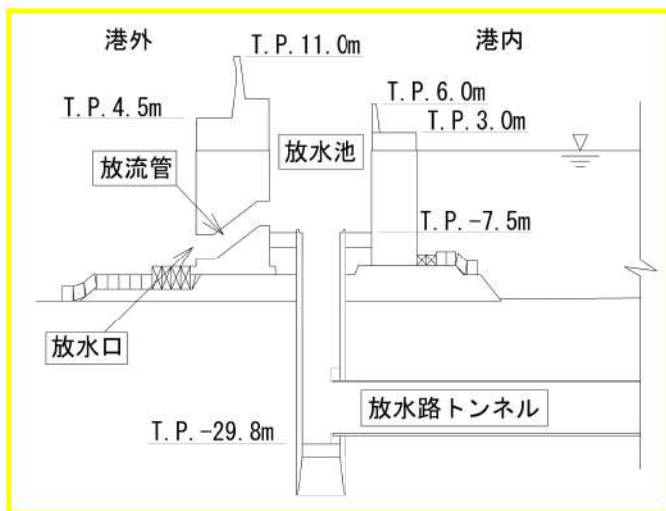 港外
港内
T.P.11.0m
T.P.6.0m
T.P.4.5m
T.P.3.0m
放水池
放流管
T.P.-7.5m
放水口
放水路トンネル
T.P.-29.8m